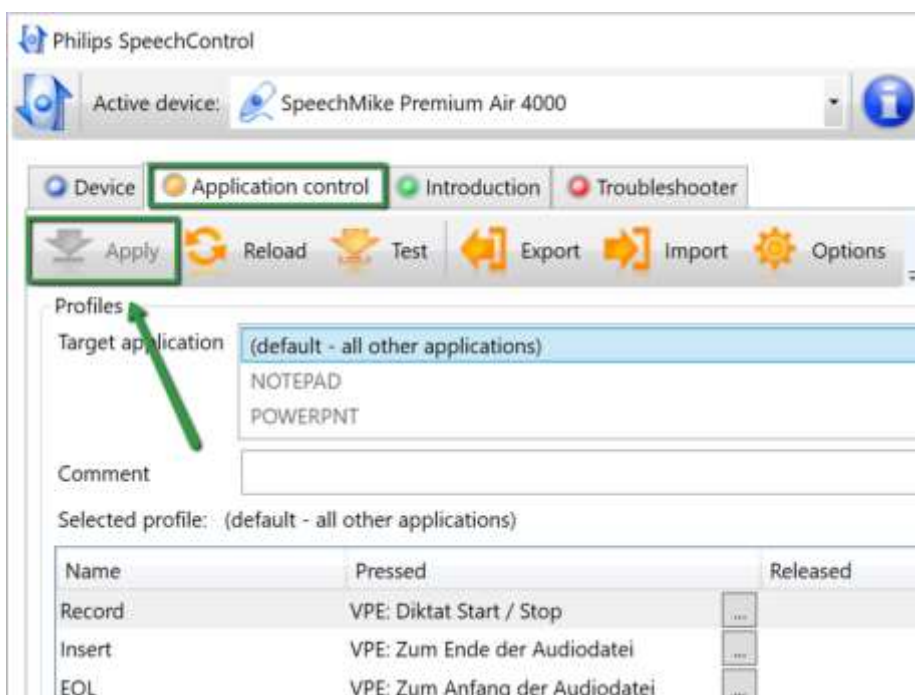 Philips SpeechControl
Active device: SpeechMike Premium Air 4000
Device Application control Introduction Troubleshooter
Apply Reload Test Export Import Options
Profiles
Target application (default - all other applications)
NOTEPAD
POWERPNT
Comment
Selected profile: (default - all other applications)
Name Pressed Released
Record VPE: Diktat Start / Stop ...
Insert VPE: Zum Ende der Audiodatei ...
EOL VPE: Zum Anfang der Audiodatei ...